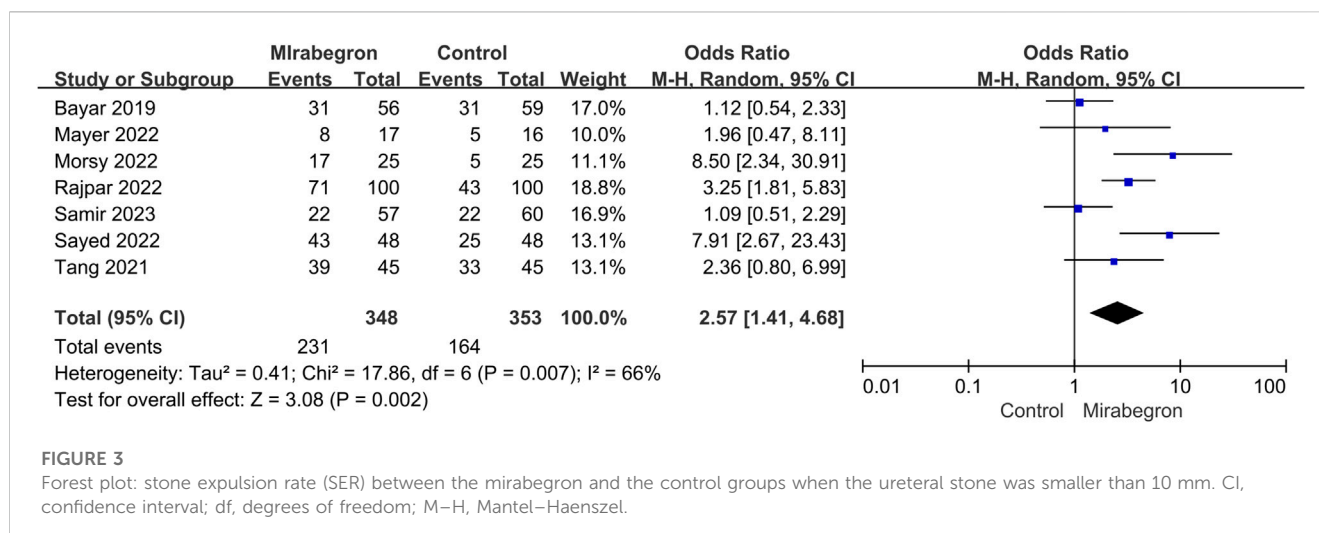 MIrabegron Control Odds Ratio Odds Ratio
Study or Subgroup Events Total Events Total Weight M-H, Random, 95% CI M-H, Random, 95% CI
Bayar 2019 31 56 31 59 17.0% 1.12 [0.54, 2.33]
Mayer 2022 8 17 5 16 10.0% 1.96 [0.47, 8.11]
Morsy 2022 17 25 5 25 11.1% 8.50 [2.34, 30.91]
Rajpar 2022 71 100 43 100 18.8% 3.25 [1.81, 5.83]
Samir 2023 22 57 22 60 16.9% 1.09 [0.51, 2.29]
Sayed 2022 43 48 25 48 13.1% 7.91 [2.67, 23.43]
Tang 2021 39 45 33 45 13.1% 2.36 [0.80, 6.99]
Total (95% CI) 348 353 100.0% 2.57 [1.41, 4.68]
Total events 231 164
Heterogeneity: Tau² = 0.41; Chi² = 17.86, df = 6 (P = 0.007); I² = 66%
Test for overall effect: Z = 3.08 (P = 0.002)
0.01 0.1 1 10 100
Control Mirabegron
FIGURE 3
Forest plot: stone expulsion rate (SER) between the mirabegron and the control groups when the ureteral stone was smaller than 10 mm. CI,
confidence interval; df, degrees of freedom; M–H, Mantel–Haenszel.